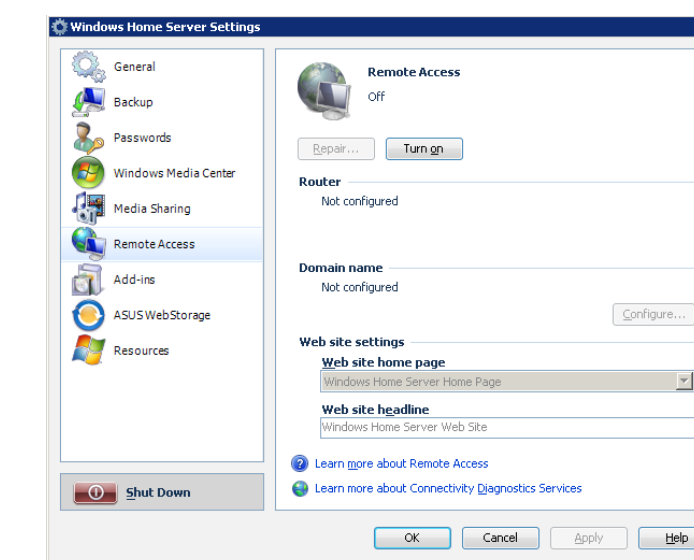 Windows Home Server Settings
General
Backup
Passwords
Windows Media Center
Media Sharing
Remote Access
Add-ins
ASUS WebStorage
Resources
Shut Down
Remote Access
Off
Repair...
Turn on
Router
Not configured
Domain name
Not configured
Configure...
Web site settings
Web site home page
Windows Home Server Home Page
Web site headline
Windows Home Server Web Site
Learn more about Remote Access
Learn more about Connectivity Diagnostics Services
OK
Cancel
Apply
Help